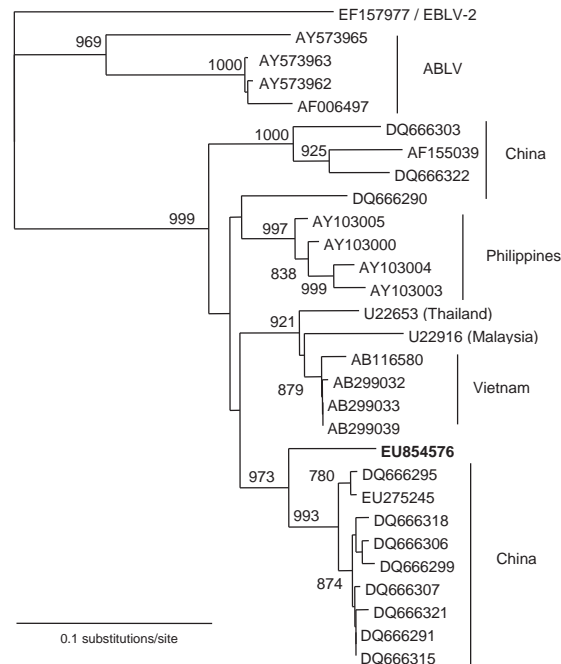 EF157977 / EBLV-2
969
AY573965
1000
AY573963
ABLV
AY573962
AF006497
1000
DQ666303
925
AF155039
China
DQ666322
DQ666290
999
997
AY103005
AY103000
Philippines
838
AY103004
999
AY103003
U22653 (Thailand)
921
U22916 (Malaysia)
AB116580
879
AB299032
Vietnam
AB299033
AB299039
EU854576
973
780
DQ666295
EU275245
993
DQ666318
DQ666306
China
DQ666299
874
DQ666307
DQ666321
DQ666291
DQ666315
0.1 substitutions/site